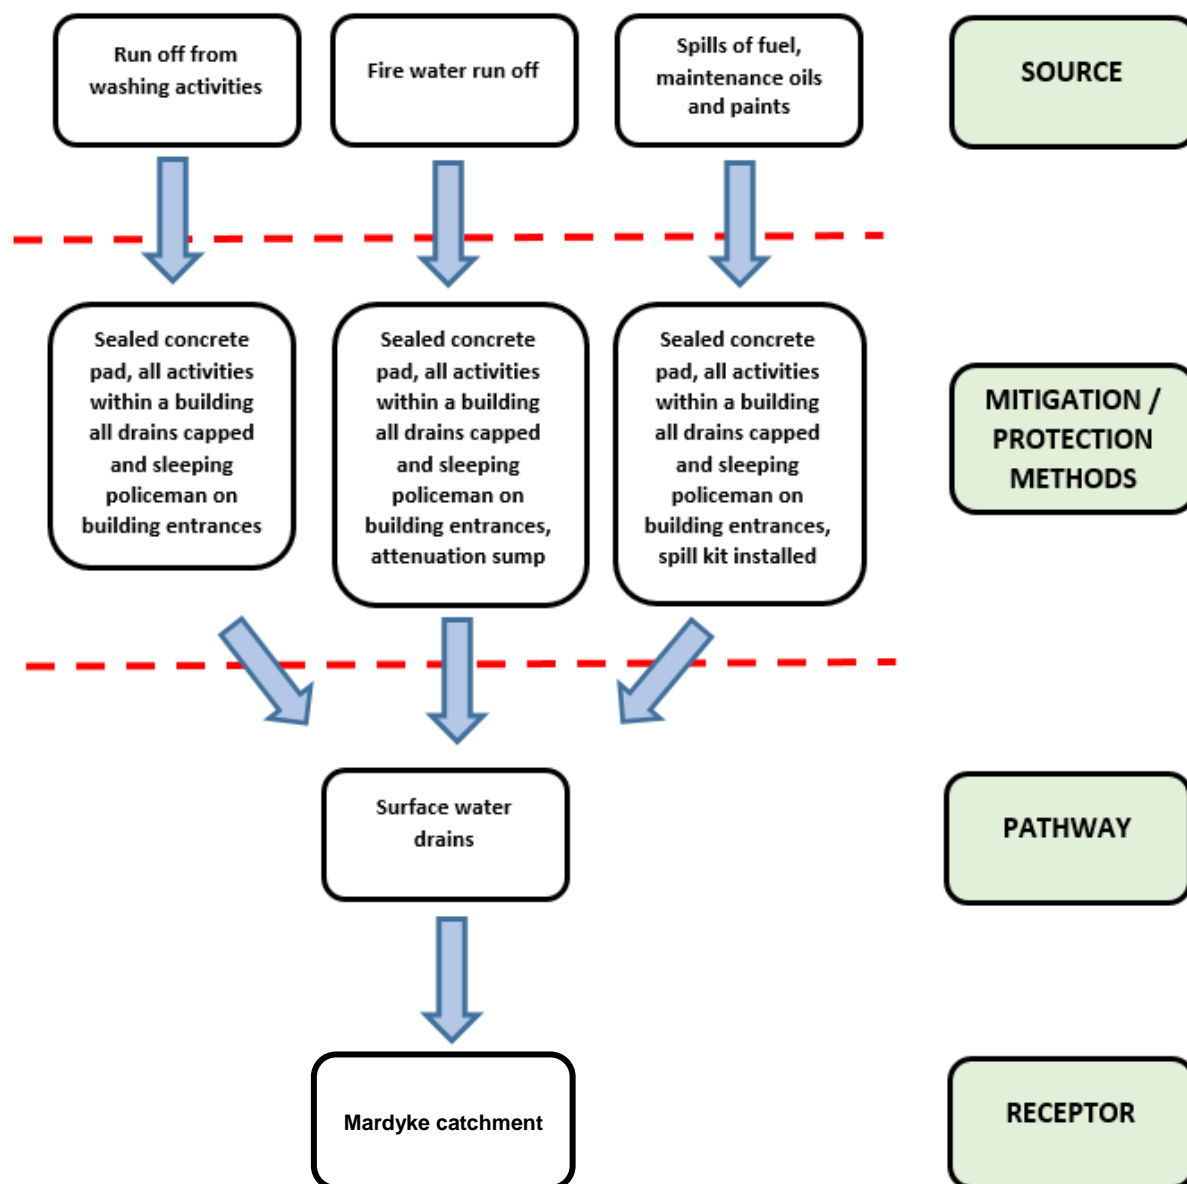 Run off from
washing activities
Fire water run off
Spills of fuel,
maintenance oils
and paints
SOURCE
Sealed concrete
pad, all activities
within a building
all drains capped
and sleeping
policeman on
building entrances
Sealed concrete
pad, all activities
within a building
all drains capped
and sleeping
policeman on
building entrances,
attenuation sump
Sealed concrete
pad, all activities
within a building
all drains capped
and sleeping
policeman on
building entrances,
spill kit installed
MITIGATION /
PROTECTION
METHODS
Surface water
drains
PATHWAY
Mardyke catchment
RECEPTOR